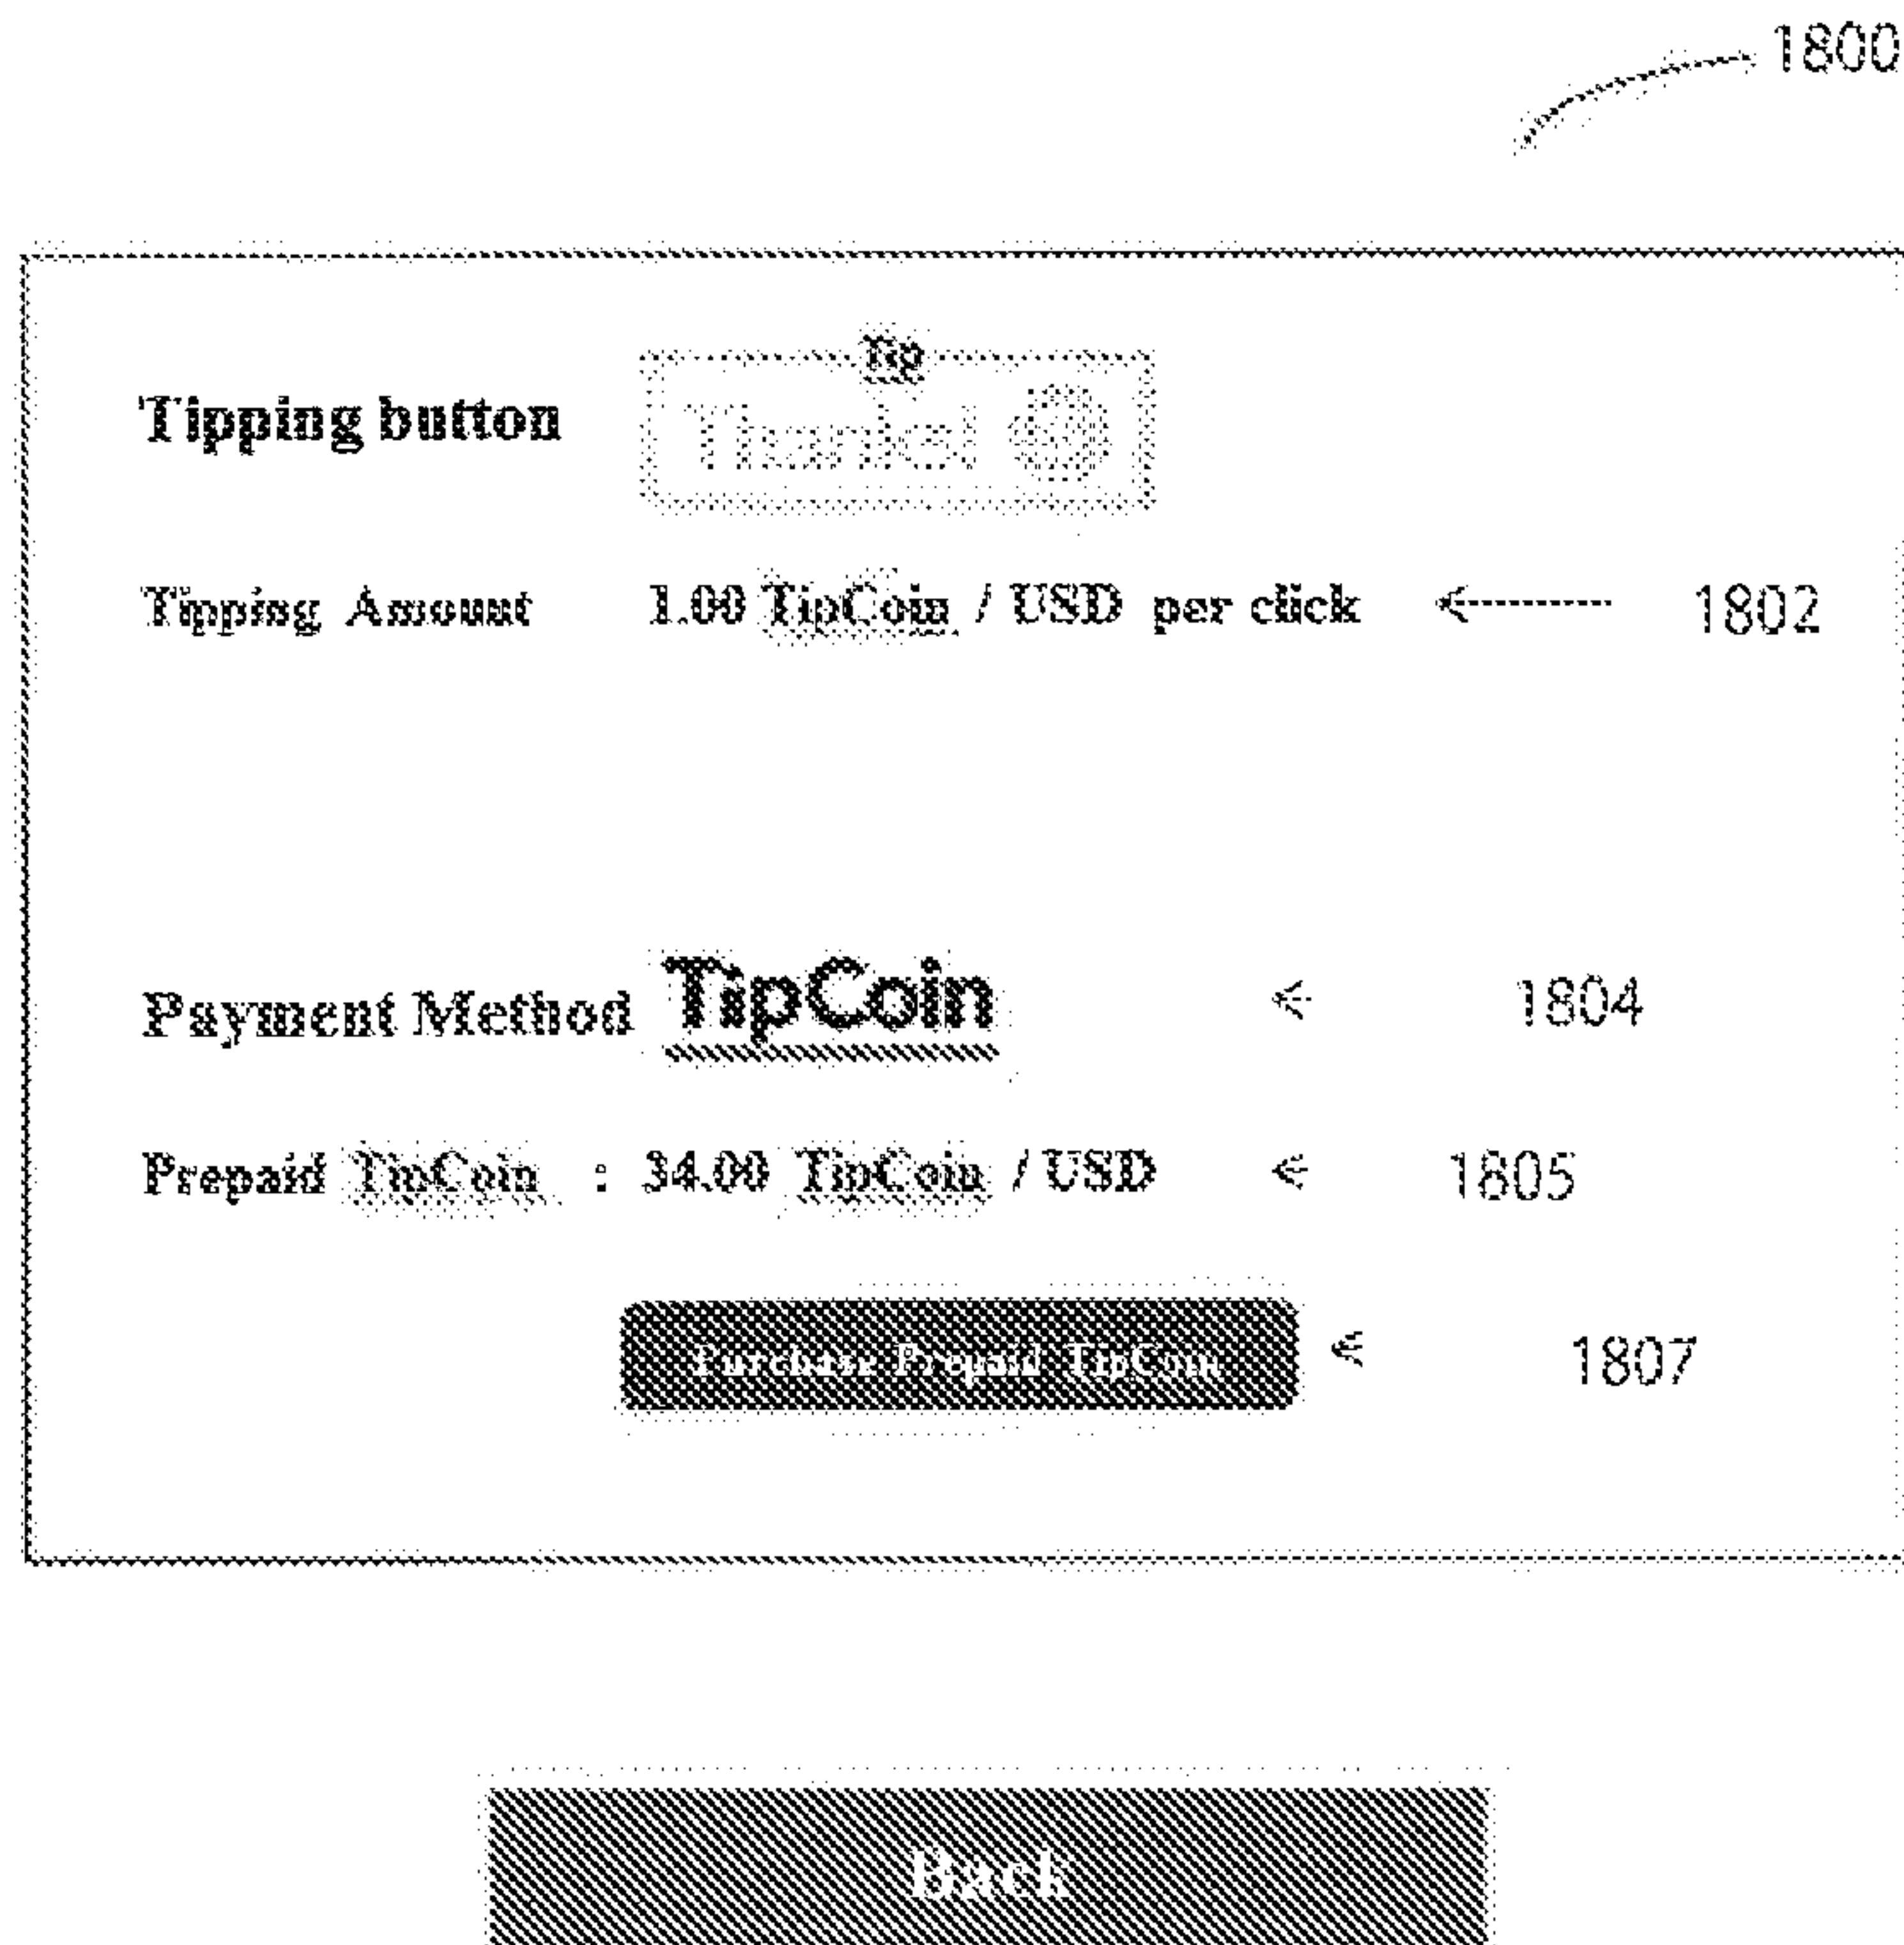 1800
Tip
Tipping button Thanks!
Tipping Amount 1.00 TipCoin / USD per click 1802
Payment Method TipCoin 1804
Prepaid TipCoin : 34.00 TipCoin / USD 1805
Purchase Prepaid TipCoin 1807
Back